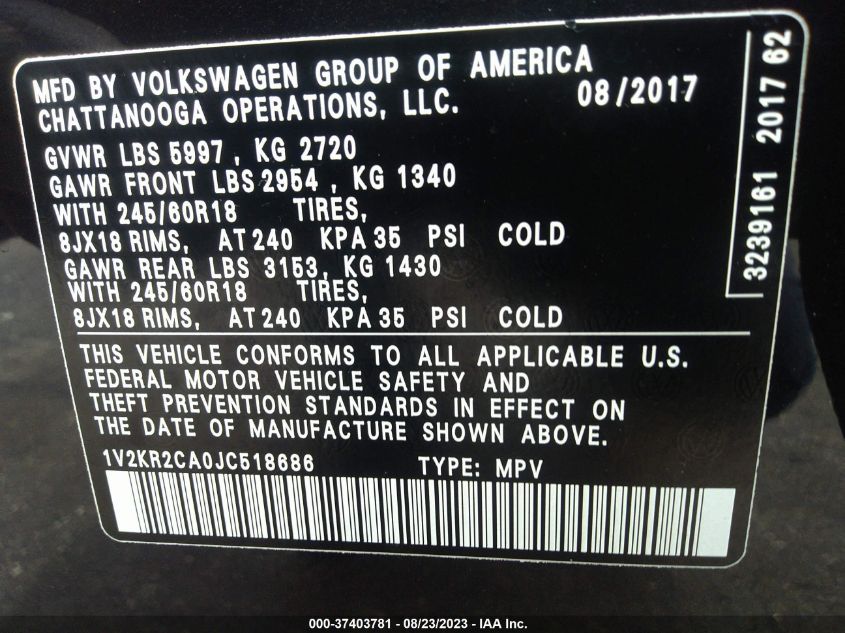 MFD BY VOLKSWAGEN GROUP OF AMERICA
CHATTANOOGA OPERATIONS, LLC. 08/2017
GVWR LBS 5997 , KG 2720
GAWR FRONT LBS 2954 , KG 1340
WITH 245/60R18 TIRES,
8JX18 RIMS, AT 240 KPA 35 PSI COLD
GAWR REAR LBS 3153, KG 1430
WITH 245/60R18 TIRES,
8JX18 RIMS, AT 240 KPA 35 PSI COLD
THIS VEHICLE CONFORMS TO ALL APPLICABLE U.S.
FEDERAL MOTOR VEHICLE SAFETY AND
THEFT PREVENTION STANDARDS IN EFFECT ON
THE DATE OF MANUFACTURE SHOWN ABOVE.
1V2KR2CA0JC518686 TYPE: MPV
3239161 2017 62
000-37403781 - 08/23/2023 - IAA Inc.